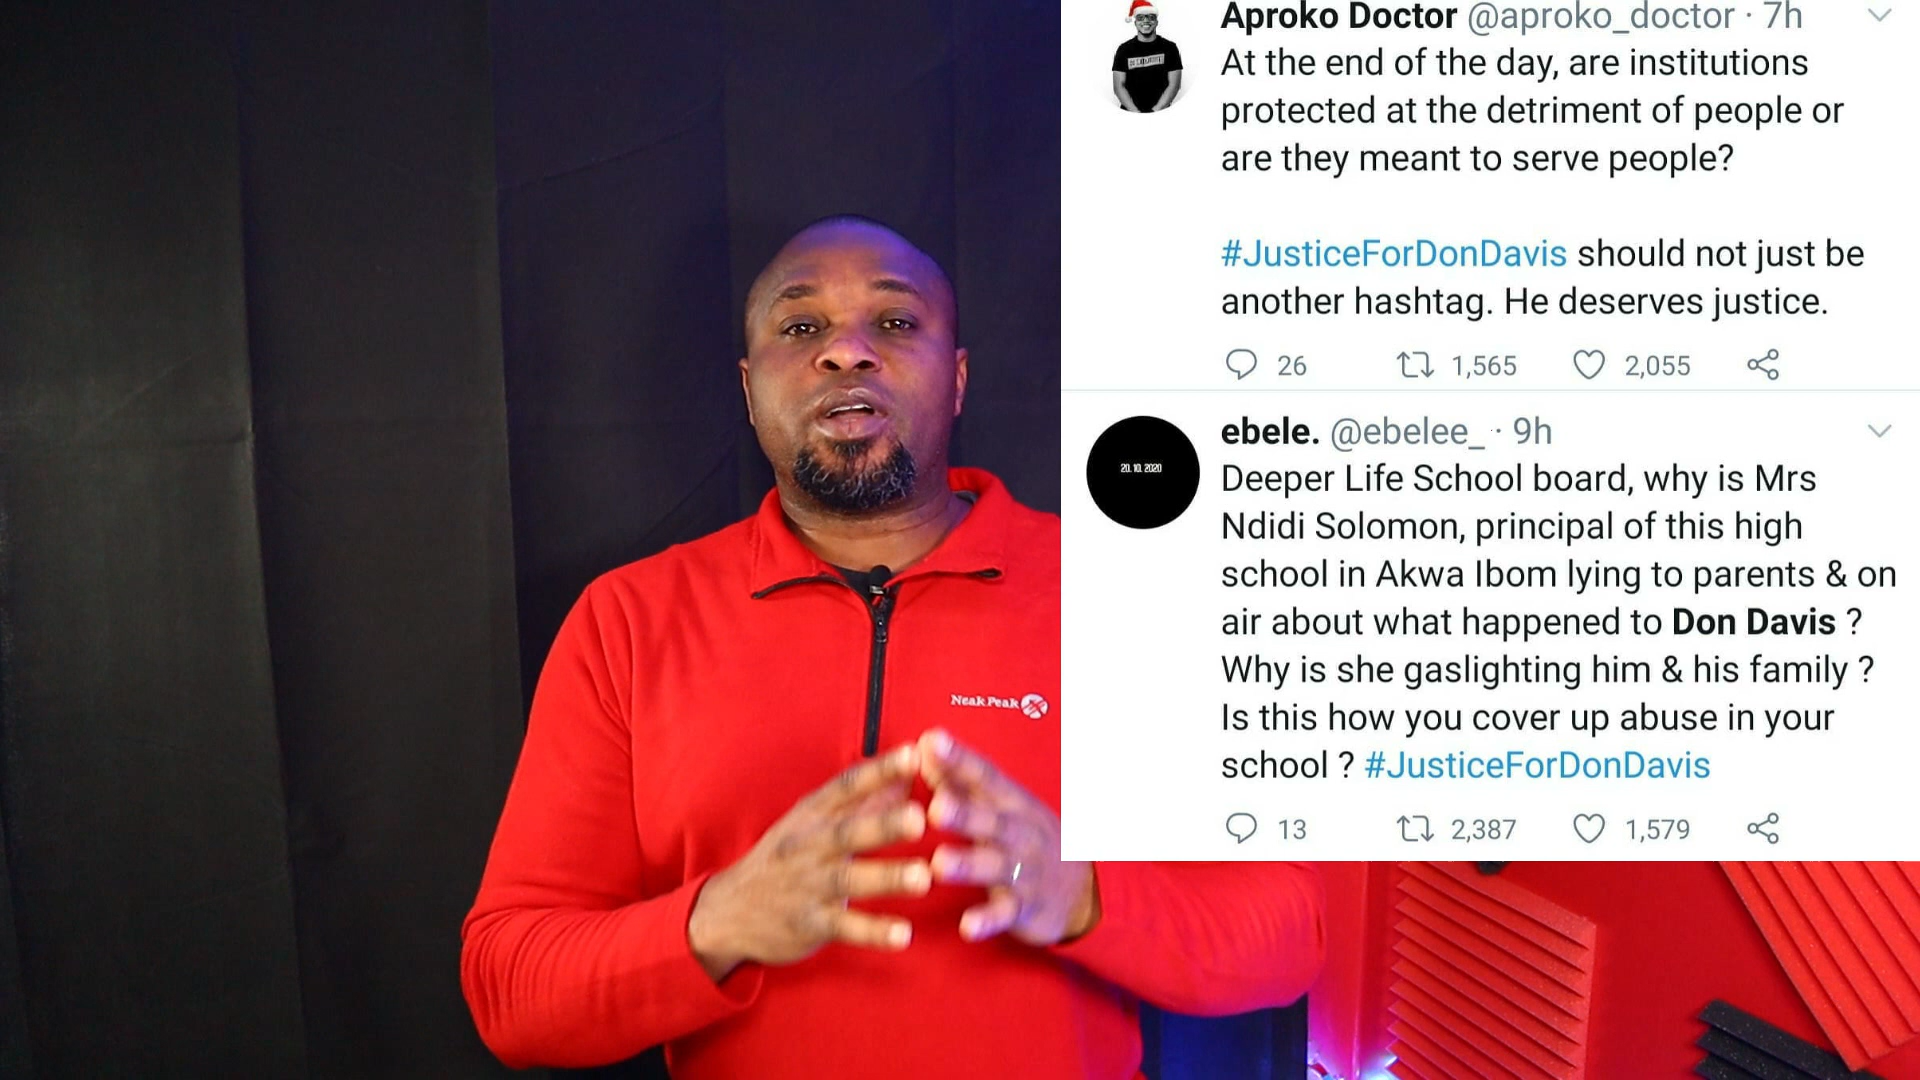 Aproko Doctor @aproko_doctor · 7h
At the end of the day, are institutions
protected at the detriment of people or
are they meant to serve people?
#JusticeForDonDavis should not just be
another hashtag. He deserves justice.
26 1,565 2,055
ebele. @ebelee_ · 9h
20. 10. 2020
Deeper Life School board, why is Mrs
Ndidi Solomon, principal of this high
school in Akwa Ibom lying to parents & on
air about what happened to Don Davis ?
Why is she gaslighting him & his family ?
Is this how you cover up abuse in your
school ? #JusticeForDonDavis
13 2,387 1,579
Neak Peak